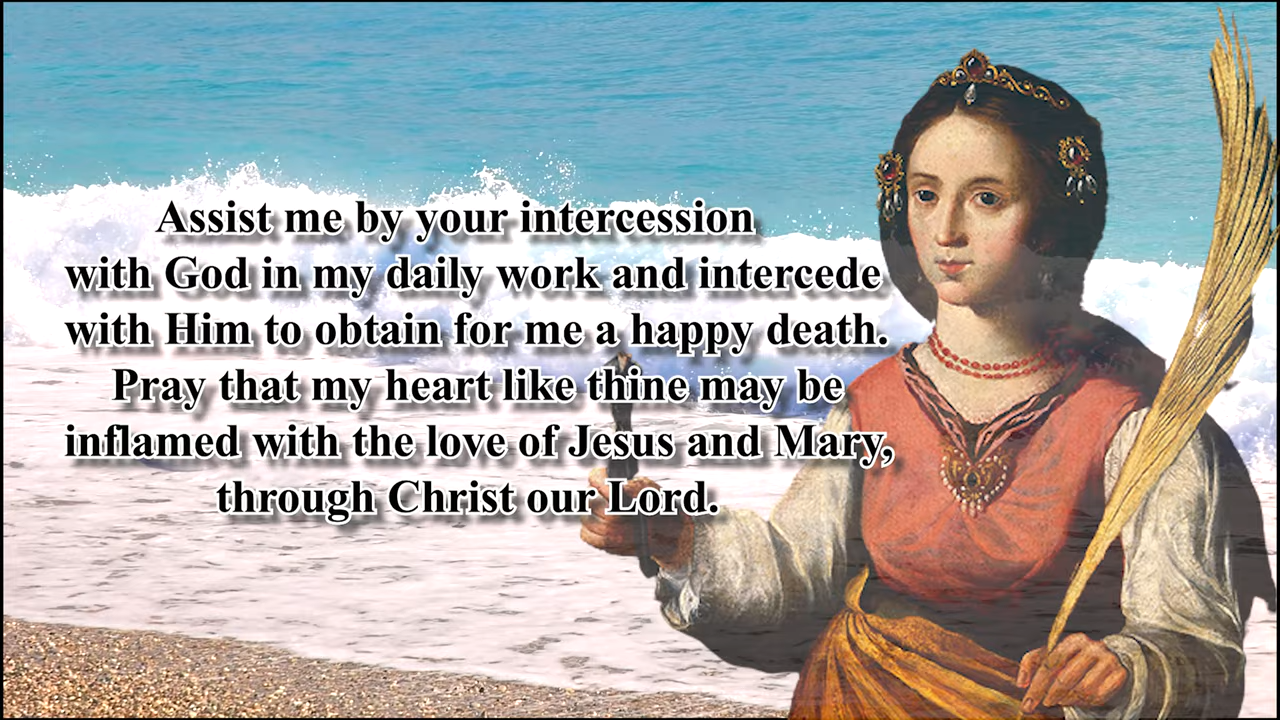 Assist me by your intercession
with God in my daily work and intercede
with Him to obtain for me a happy death.
Pray that my heart like thine may be
inflamed with the love of Jesus and Mary,
through Christ our Lord.